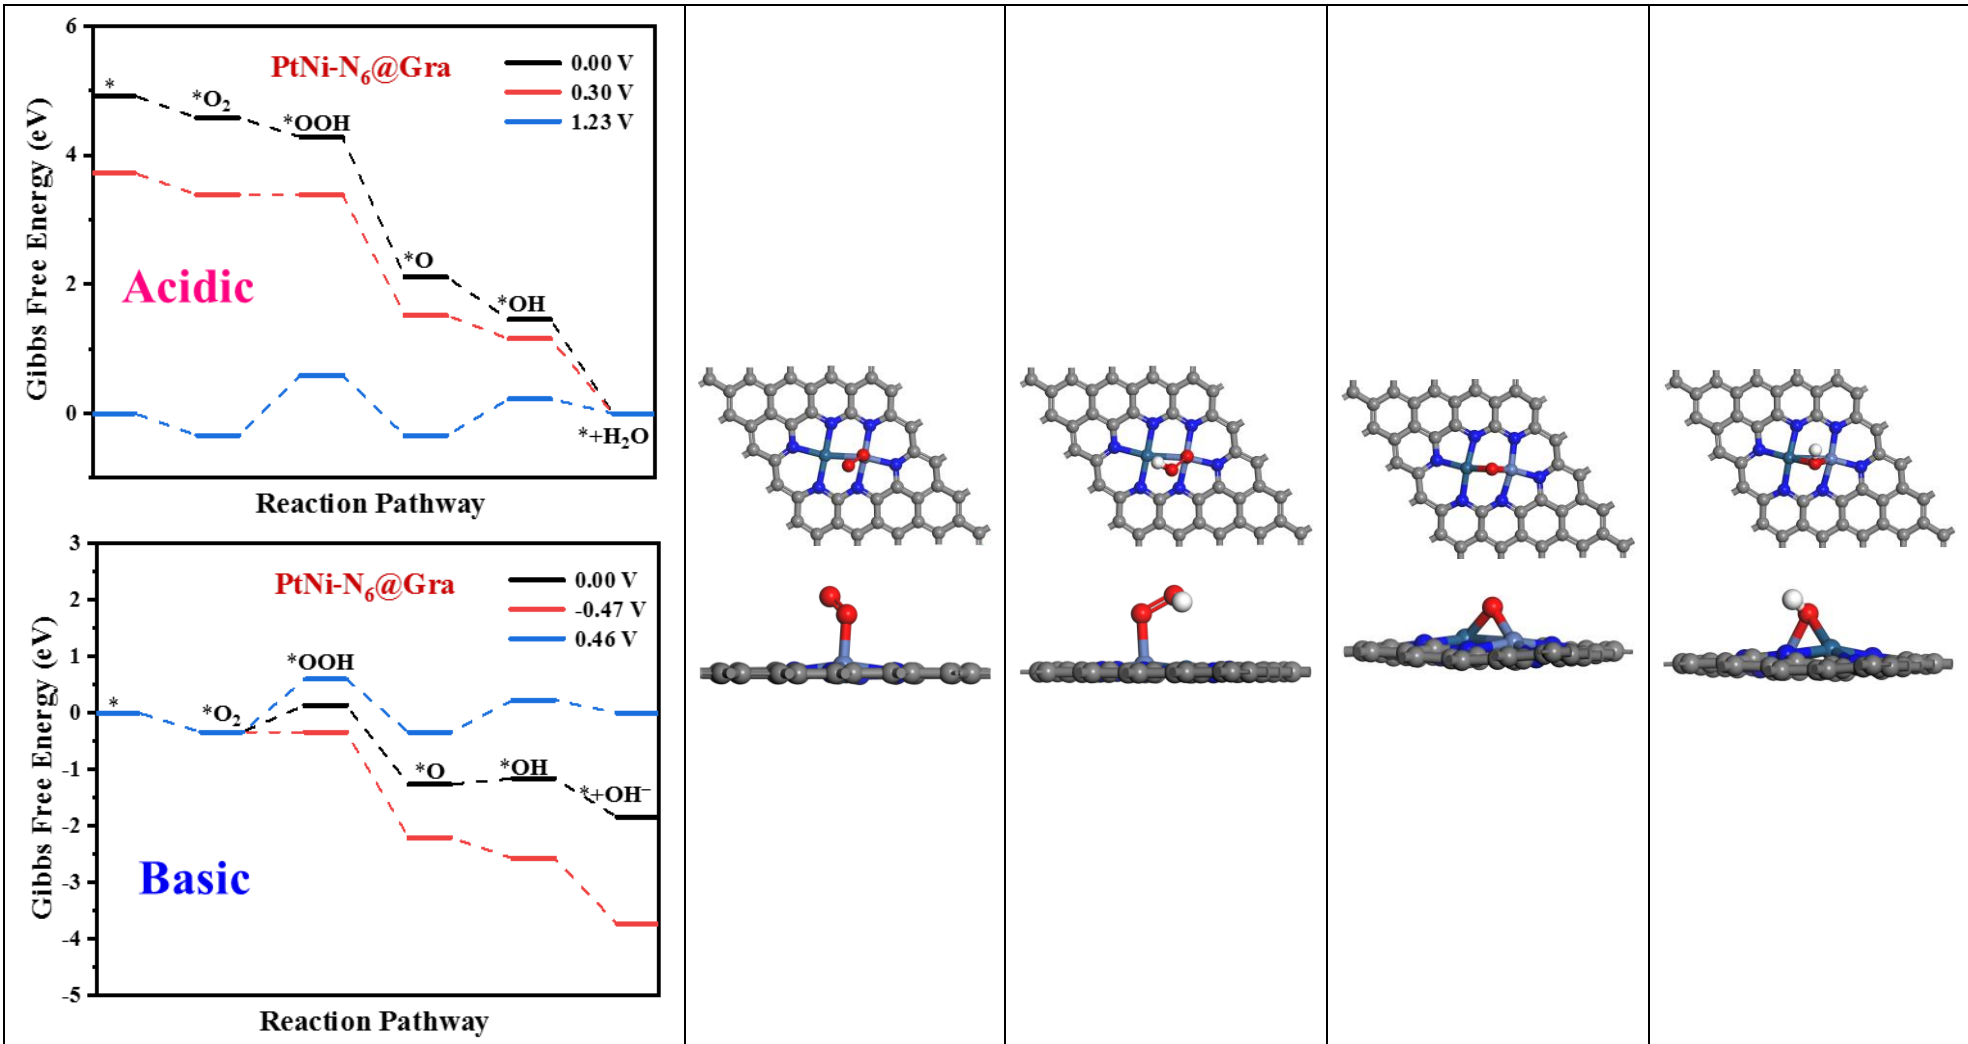 6
4
2
0
Gibbs Free Energy (eV)
PtNi-N₆@Gra
0.00 V
0.30 V
1.23 V
*
*O₂
*OOH
*O
*OH
*+H₂O
Acidic
Reaction Pathway
3
2
1
0
-1
-2
-3
-4
-5
Gibbs Free Energy (eV)
PtNi-N₆@Gra
0.00 V
-0.47 V
0.46 V
*
*O₂
*OOH
*O
*OH
*+OH⁻
Basic
Reaction Pathway